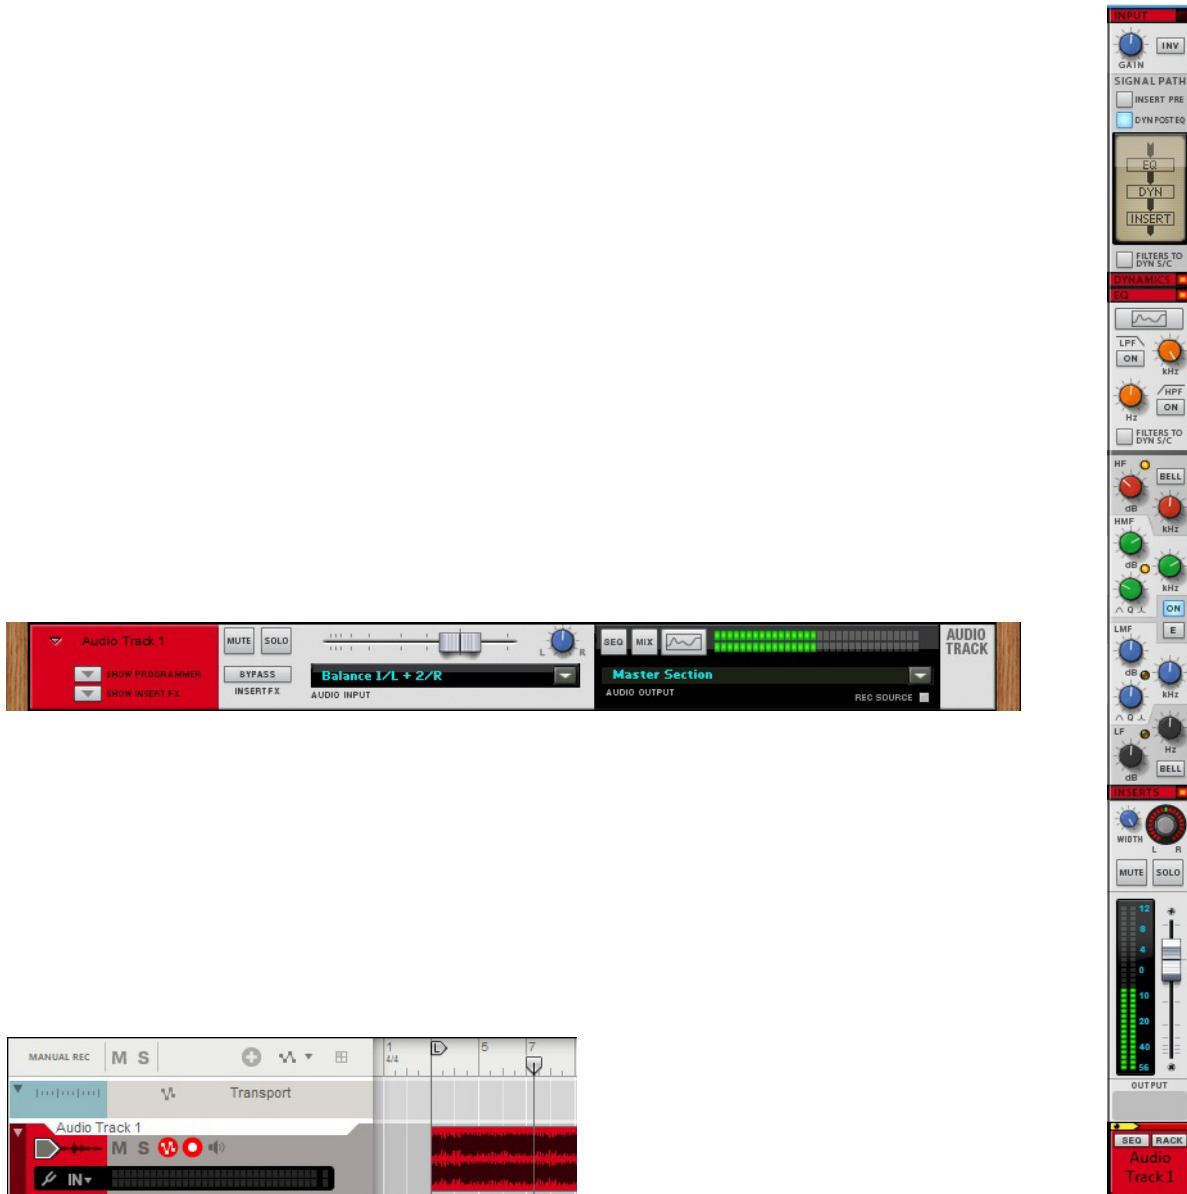 INPUT
GAIN
INV
SIGNAL PATH
INSERT PRE
DYN POST EQ
EQ
DYN
INSERT
FILTERS TO
DYN S/C
DYNAMICS
EQ
LPF
ON
kHz
HPF
ON
Hz
FILTERS TO
DYN S/C
HF
BELL
dB
kHz
HMF
dB
kHz
Q
ON
LMF
E
dB
kHz
Q
LF
Hz
dB
BELL
INSERTS
WIDTH
L R
MUTE SOLO
12
8
4
0
10
20
40
56
OUTPUT
SEQ RACK
Audio
Track 1
Audio Track 1
SHOW PROGRAMMER
SHOW INSERT FX
MUTE SOLO
BYPASS
INSERT FX
L R
Balance 1/L + 2/R
AUDIO INPUT
SEQ MIX
Master Section
AUDIO OUTPUT
REC SOURCE
AUDIO
TRACK
MANUAL REC M S
1 L 5 7
4/4
Transport
Audio Track 1
M S
IN